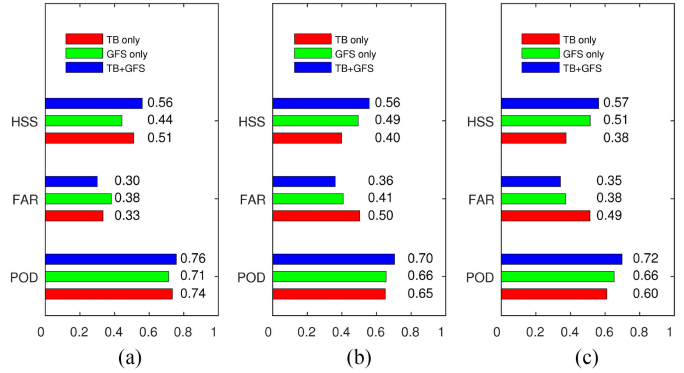 TB only
GFS only
TB+GFS
HSS
0.56
0.44
0.51
FAR
0.30
0.38
0.33
POD
0.76
0.71
0.74
0 0.2 0.4 0.6 0.8 1
(a)
TB only
GFS only
TB+GFS
HSS
0.56
0.49
0.40
FAR
0.36
0.41
0.50
POD
0.70
0.66
0.65
0 0.2 0.4 0.6 0.8 1
(b)
TB only
GFS only
TB+GFS
HSS
0.57
0.51
0.38
FAR
0.35
0.38
0.49
POD
0.72
0.66
0.60
0 0.2 0.4 0.6 0.8 1
(c)